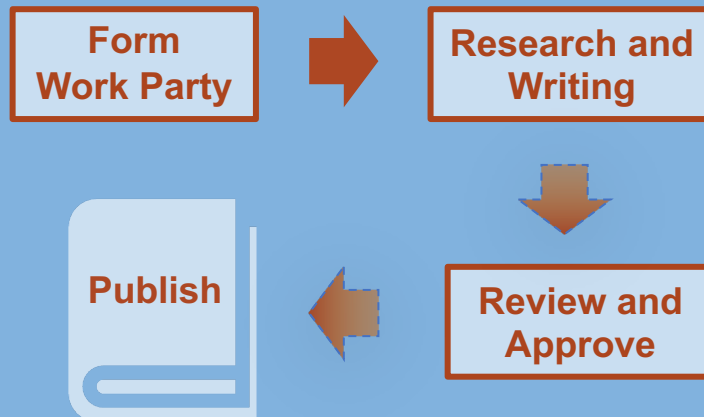 Form
Work Party
Research and
Writing
Review and
Approve
Publish